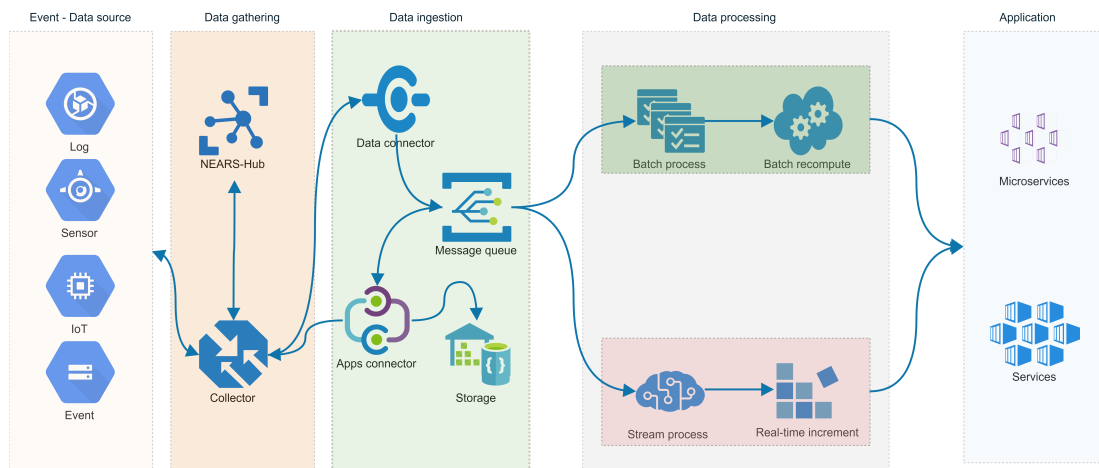 Event - Data source
Data gathering
Data ingestion
Data processing
Application
Log
Sensor
IoT
Event
NEARS-Hub
Collector
Data connector
Message queue
Apps connector
Storage
Batch process
Batch recompute
Stream process
Real-time increment
Microservices
Services